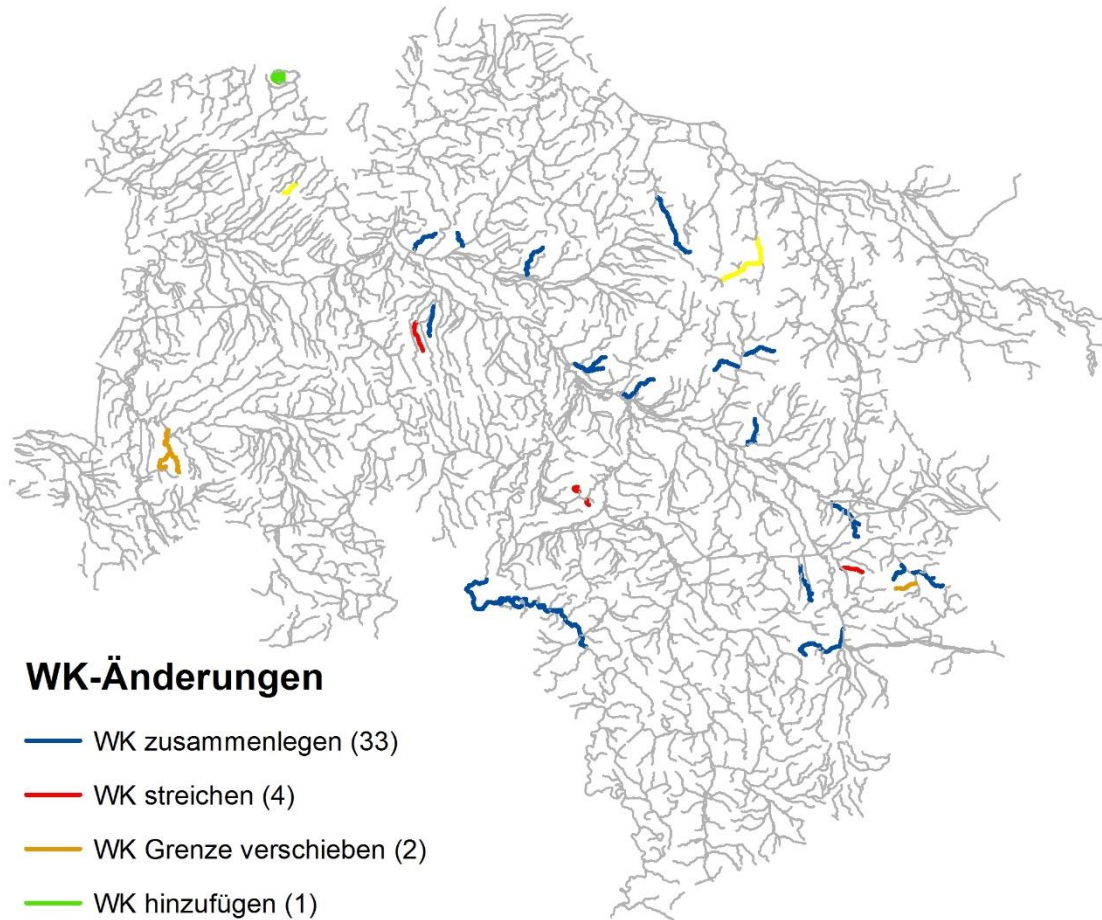 WK-Änderungen
WK zusammenlegen (33)
WK streichen (4)
WK Grenze verschieben (2)
WK hinzufügen (1)